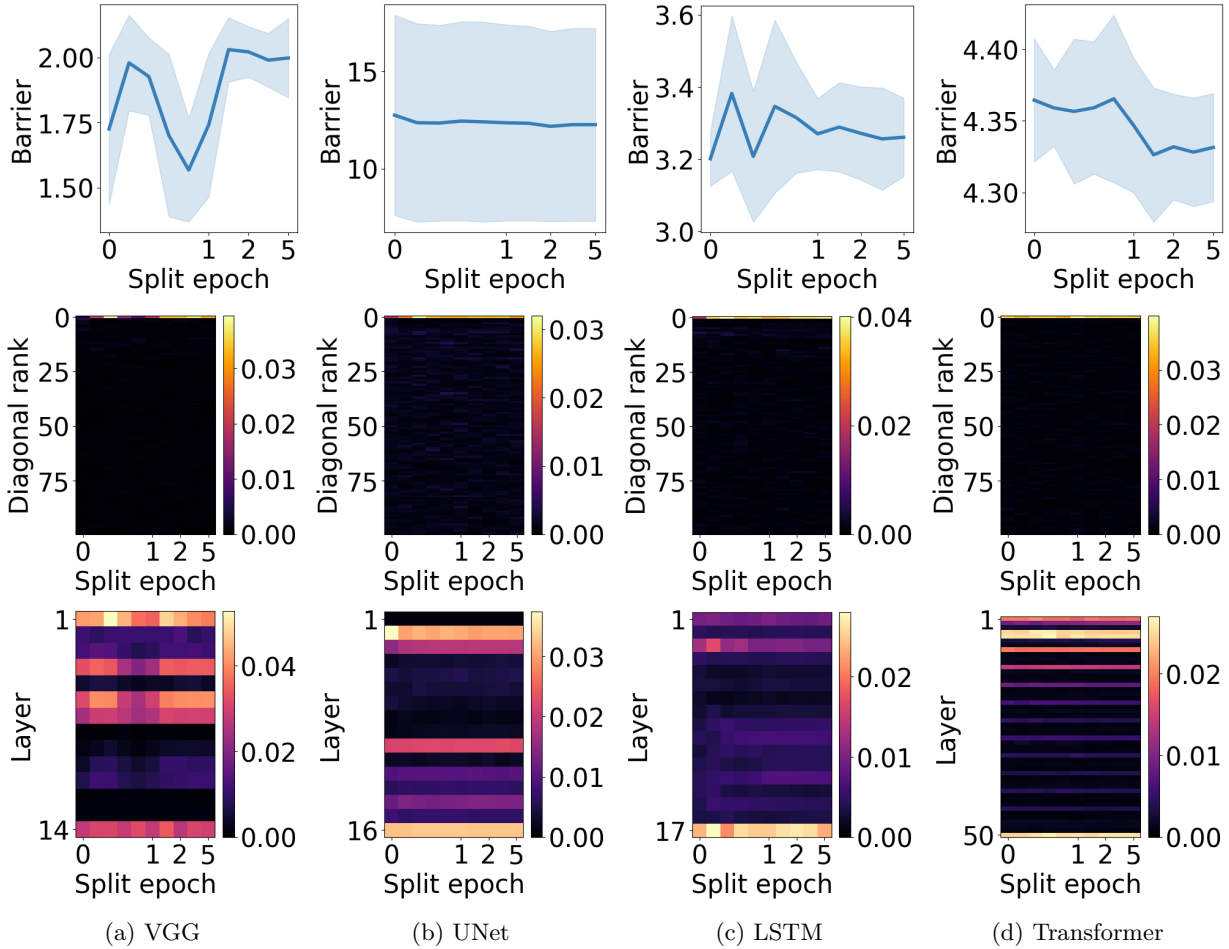 2.00
1.75
1.50
Barrier
0 1 2 5
Split epoch
15
10
Barrier
0 1 2 5
Split epoch
3.6
3.4
3.2
3.0
Barrier
0 1 2 5
Split epoch
4.40
4.35
4.30
Barrier
0 1 2 5
Split epoch
0
25
50
75
Diagonal rank
0 1 2 5
Split epoch
0.03
0.02
0.01
0.00
0
25
50
75
Diagonal rank
0 1 2 5
Split epoch
0.03
0.02
0.01
0.00
0
25
50
75
Diagonal rank
0 1 2 5
Split epoch
0.04
0.02
0.00
0
25
50
75
Diagonal rank
0 1 2 5
Split epoch
0.03
0.02
0.01
0.00
1
14
Layer
0 1 2 5
Split epoch
0.04
0.02
0.00
1
16
Layer
0 1 2 5
Split epoch
0.03
0.02
0.01
0.00
1
17
Layer
0 1 2 5
Split epoch
0.02
0.01
0.00
1
50
Layer
0 1 2 5
Split epoch
0.02
0.01
0.00
(a) VGG
(b) UNet
(c) LSTM
(d) Transformer